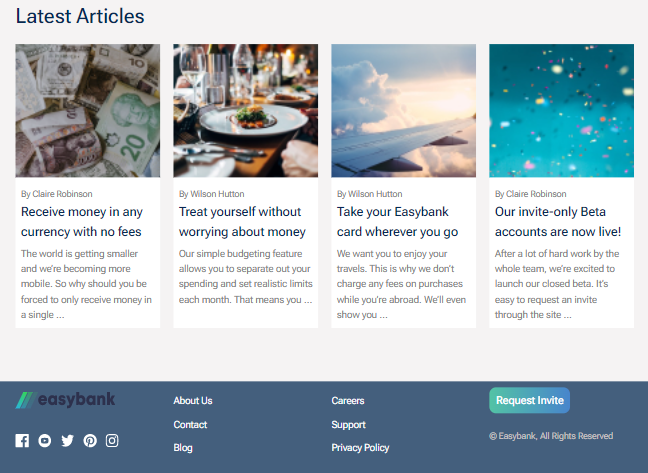 Latest Articles
By Claire Robinson
Receive money in any
currency with no fees
The world is getting smaller
and we're becoming more
mobile. So why should you be
forced to only receive money in
a single ...
By Wilson Hutton
Treat yourself without
worrying about money
Our simple budgeting feature
allows you to separate out your
spending and set realistic limits
each month. That means you ...
By Wilson Hutton
Take your Easybank
card wherever you go
We want you to enjoy your
travels. This is why we don't
charge any fees on purchases
while you're abroad. We'll even
show you ...
By Claire Robinson
Our invite-only Beta
accounts are now live!
After a lot of hard work by the
whole team, we're excited to
launch our closed beta. It's
easy to request an invite
through the site ...
easybank
About Us
Contact
Blog
Careers
Support
Privacy Policy
Request Invite
© Easybank, All Rights Reserved